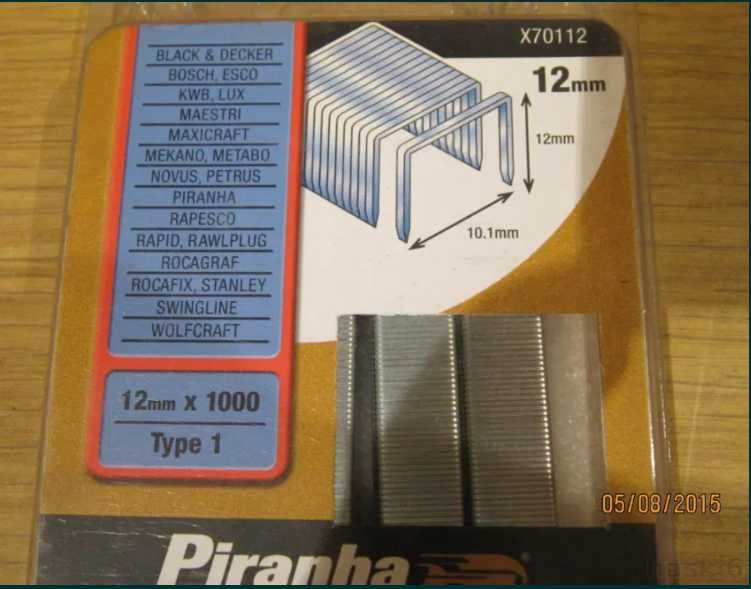 X70112
12mm
12mm
10.1mm
BLACK & DECKER
BOSCH, ESCO
KWB, LUX
MAESTRI
MAXICRAFT
MEKANO, METABO
NOVUS, PETRUS
PIRANHA
RAPESCO
RAPID, RAWLPLUG
ROCAGRAF
ROCAFIX, STANLEY
SWINGLINE
WOLFCRAFT
12mm x 1000
Type 1
05/08/2015
Piranha